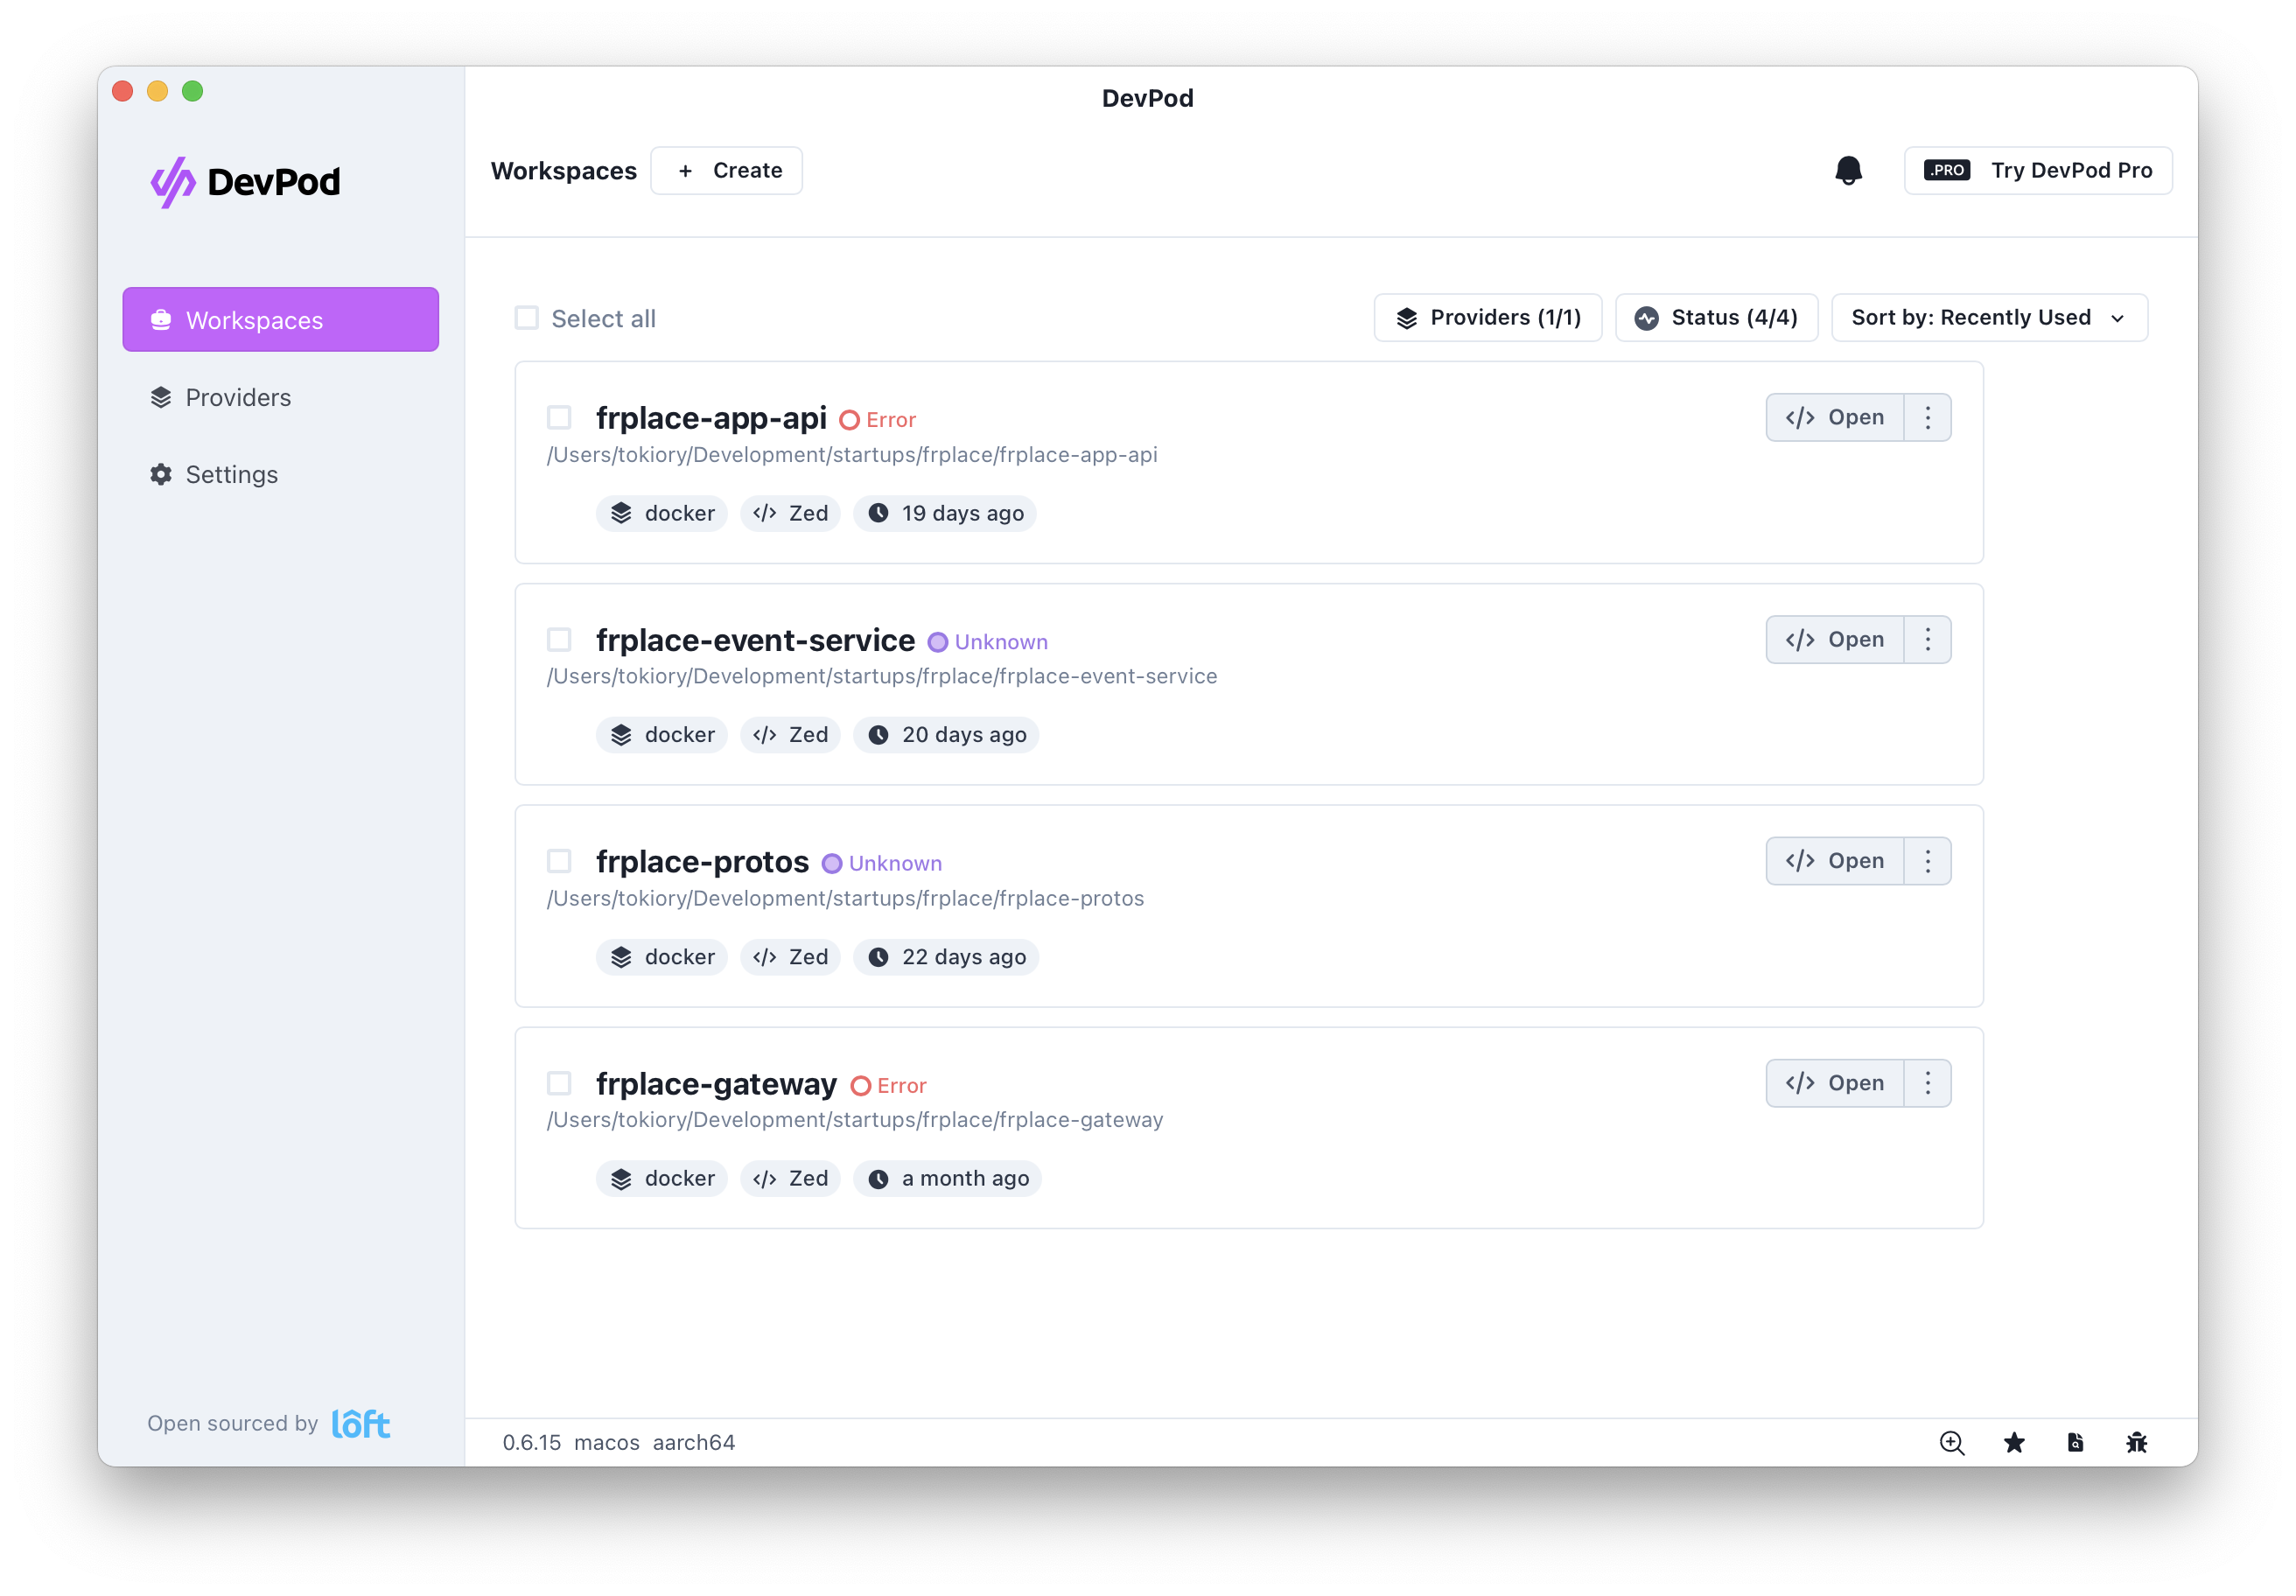 DevPod
DevPod
Workspaces
Providers
Settings
Open sourced by loft
Workspaces
+ Create
.PRO Try DevPod Pro
Select all
Providers (1/1)
Status (4/4)
Sort by: Recently Used
frplace-app-api Error
/Users/tokiory/Development/startups/frplace/frplace-app-api
docker </> Zed 19 days ago
</> Open
frplace-event-service Unknown
/Users/tokiory/Development/startups/frplace/frplace-event-service
docker </> Zed 20 days ago
</> Open
frplace-protos Unknown
/Users/tokiory/Development/startups/frplace/frplace-protos
docker </> Zed 22 days ago
</> Open
frplace-gateway Error
/Users/tokiory/Development/startups/frplace/frplace-gateway
docker </> Zed a month ago
</> Open
0.6.15 macos aarch64